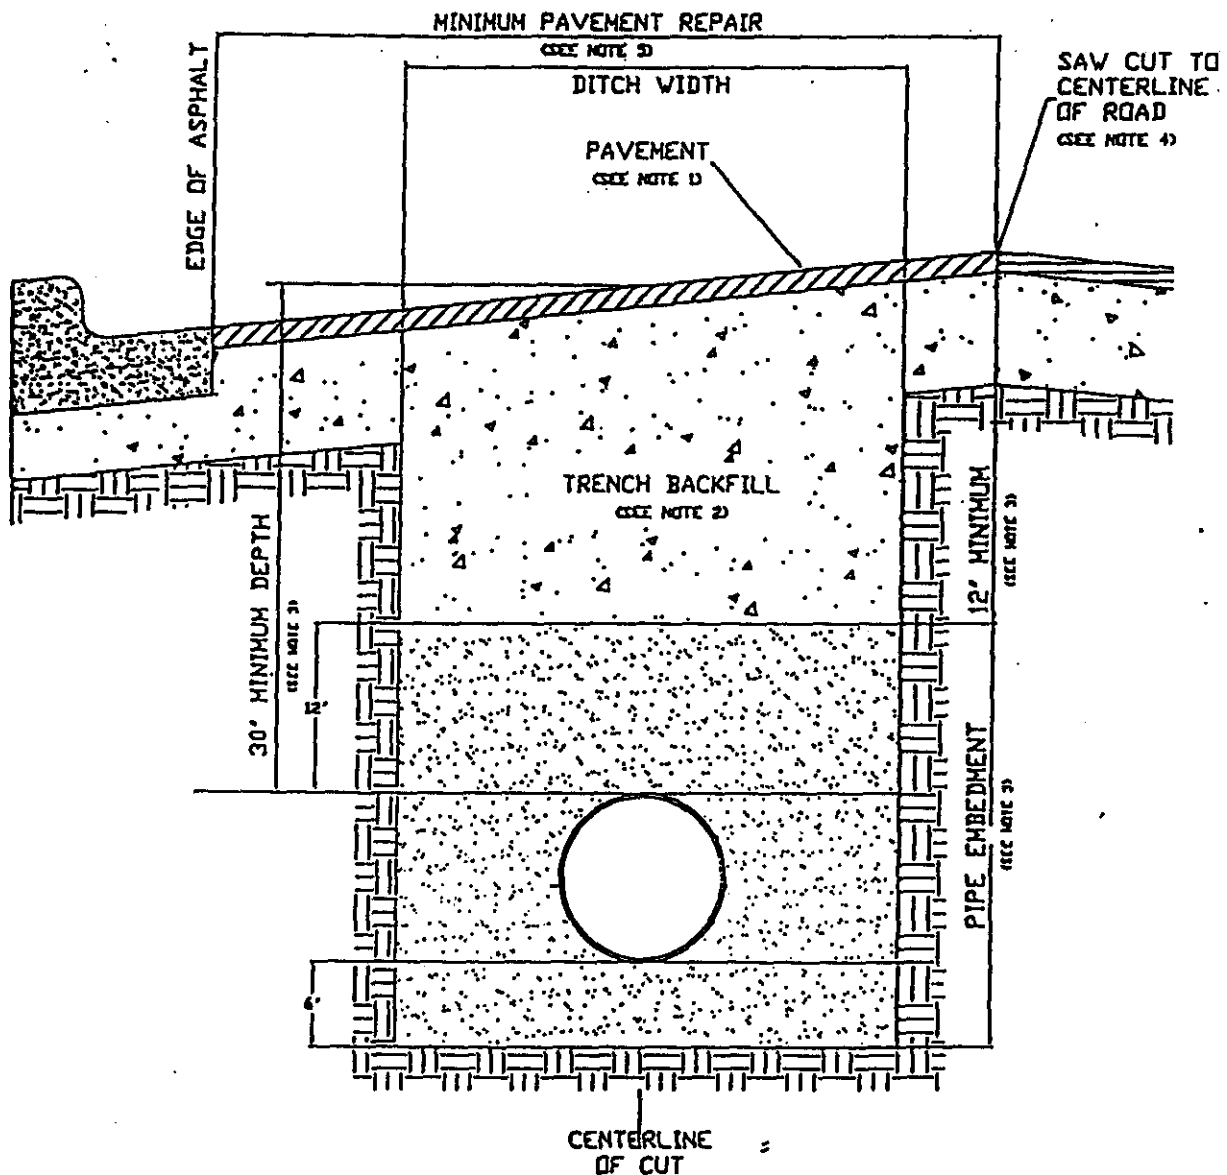 MINIMUM PAVEMENT REPAIR
(SEE NOTE 5)
DITCH WIDTH
EDGE OF ASPHALT
SAW CUT TO
CENTERLINE
OF ROAD
(SEE NOTE 4)
PAVEMENT
(SEE NOTE 1)
TRENCH BACKFILL
(SEE NOTE 2)
30" MINIMUM DEPTH
(SEE NOTE 3)
12"
12" MINIMUM
(SEE NOTE 3)
PIPE EMBEDMENT
(SEE NOTE 3)
6"
CENTERLINE
OF CUT